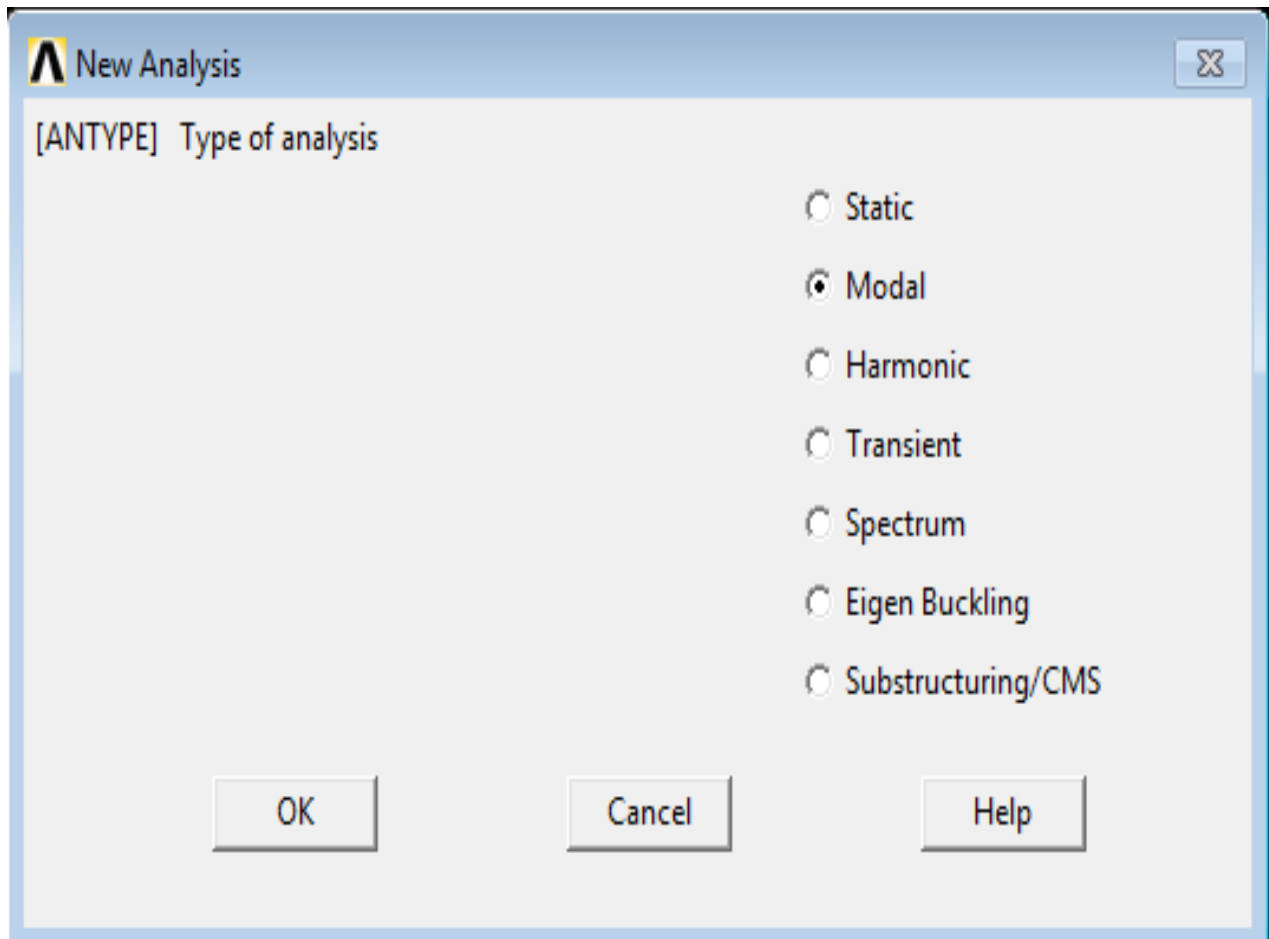 New Analysis
[ANTYPE] Type of analysis
Static
Modal
Harmonic
Transient
Spectrum
Eigen Buckling
Substructuring/CMS
OK Cancel Help